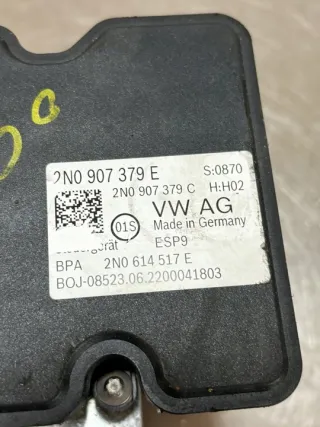 2N0 907 379 E S:0870
2N0 907 379 C H:H02
01S VW AG
Made in Germany
Steuergerät ESP9
BPA 2N0 614 517 E
BOJ-08523.06.2200041803